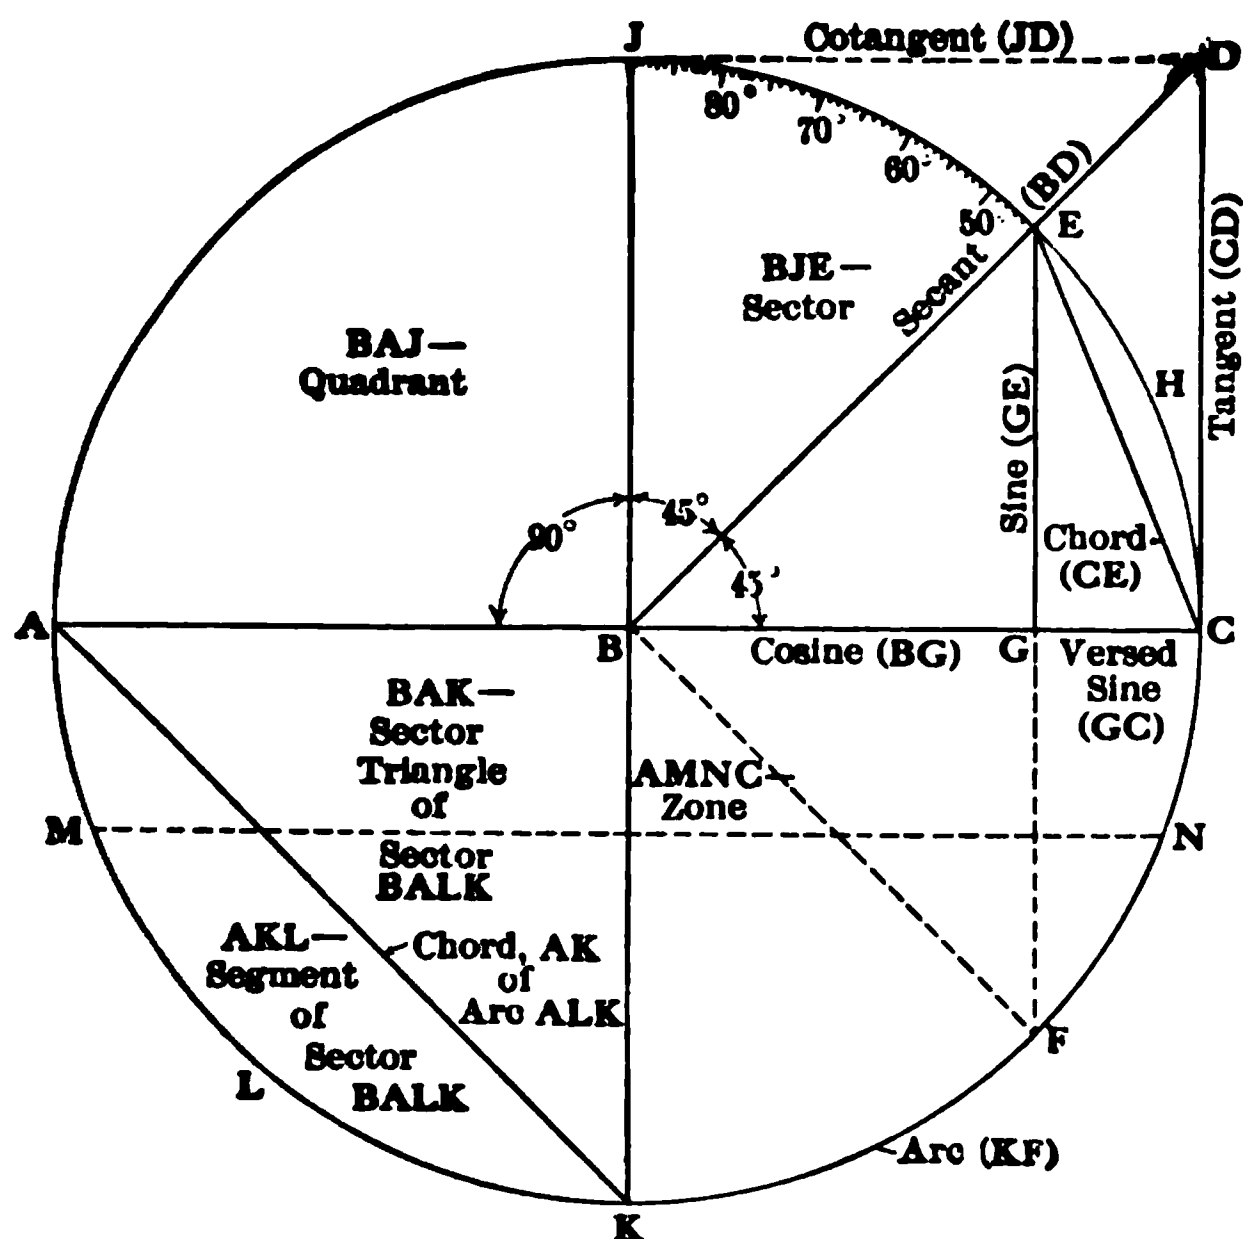 J
Cotangent (JD)
D
80°
70°
60°
50
(BD)
E
Secant
Tangent (CD)
BJE—
Sector
BAJ—
Quadrant
H
Sine (GE)
90°
45°
45°
Chord
(CE)
A
B
Cosine (BG)
G
C
Versed
Sine
(GC)
BAK—
Sector
Triangle
of
Sector
BALK
AMNC
Zone
M
N
AKL—
Segment
of
Sector
BALK
Chord, AK
of
Arc ALK
L
F
Arc (KF)
K